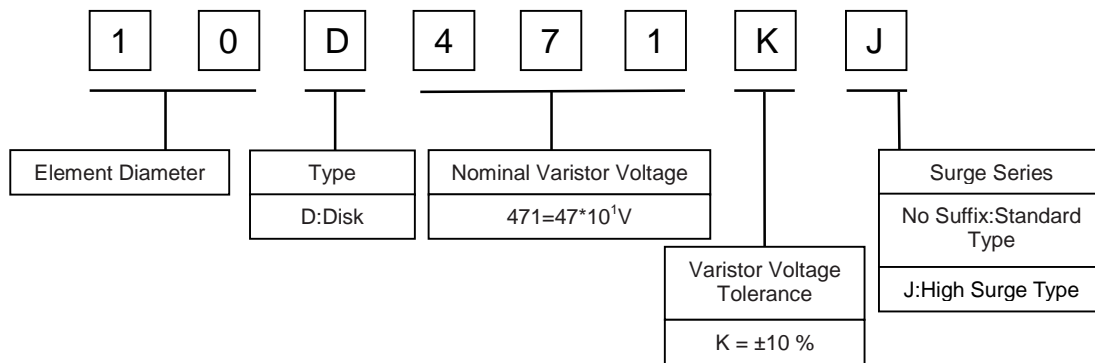 1 0 D 4 7 1 K J
Element Diameter
Type
D:Disk
Nominal Varistor Voltage
471=47*10¹V
Varistor Voltage
Tolerance
K = ±10 %
Surge Series
No Suffix:Standard
Type
J:High Surge Type